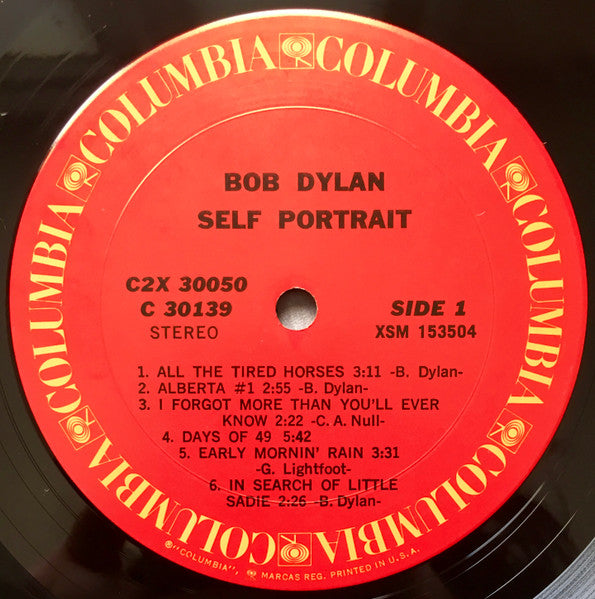 COLUMBIA COLUMBIA COLUMBIA COLUMBIA COLUMBIA COLUMBIA
BOB DYLAN
SELF PORTRAIT
C2X 30050
C 30139
STEREO
SIDE 1
XSM 153504
1. ALL THE TIRED HORSES 3:11 -B. Dylan-
2. ALBERTA #1 2:55 -B. Dylan-
3. I FORGOT MORE THAN YOU'LL EVER
KNOW 2:22 -C. A. Null-
4. DAYS OF 49 5:42
5. EARLY MORNIN' RAIN 3:31
-G. Lightfoot-
6. IN SEARCH OF LITTLE
SADIE 2:26 -B. Dylan-
®"COLUMBIA", MARCAS REG. PRINTED IN U.S.A.